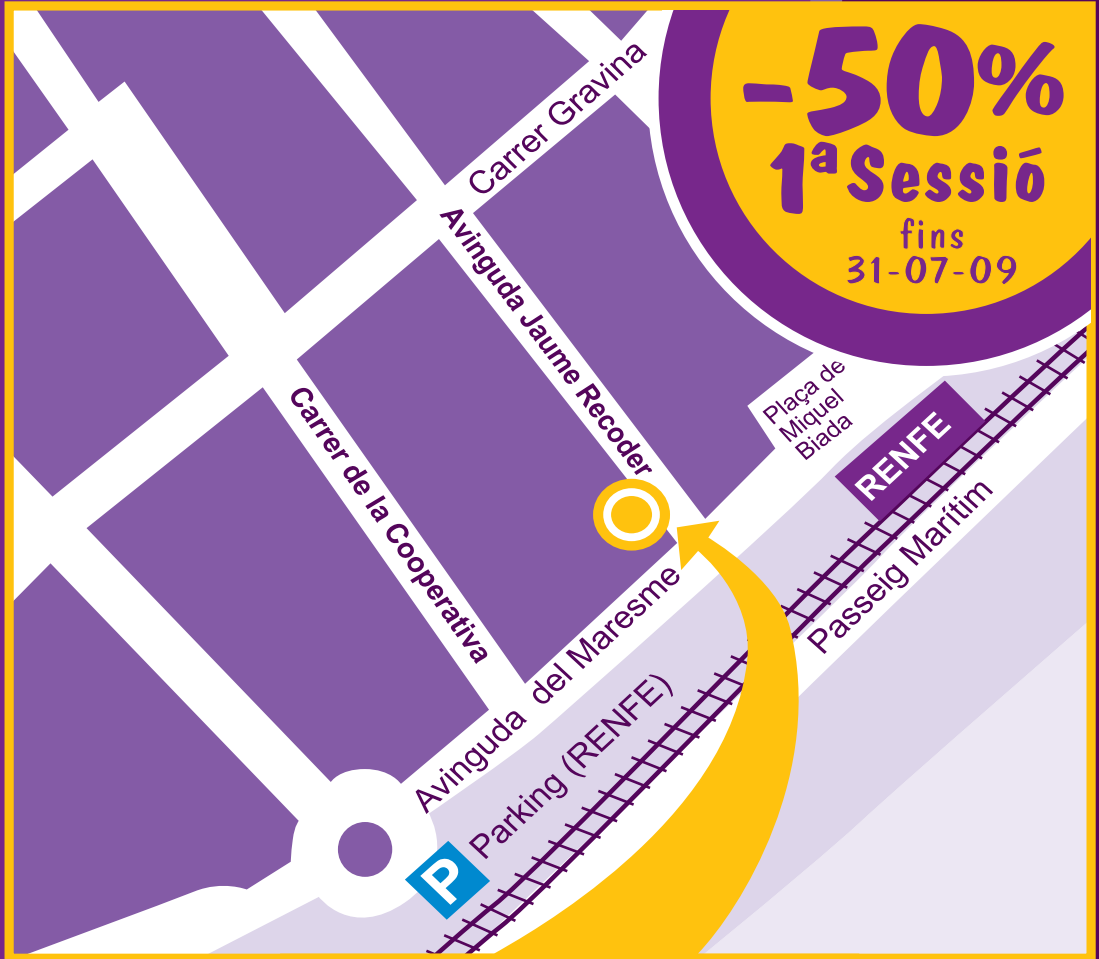 -50%
1ª Sessió
fins
31-07-09
Carrer Gravina
Avinguda Jaume Recoder
Carrer de la Cooperativa
Plaça de
Miquel
Biada
RENFE
Passeig Marítim
Avinguda del Maresme
Parking (RENFE)
P